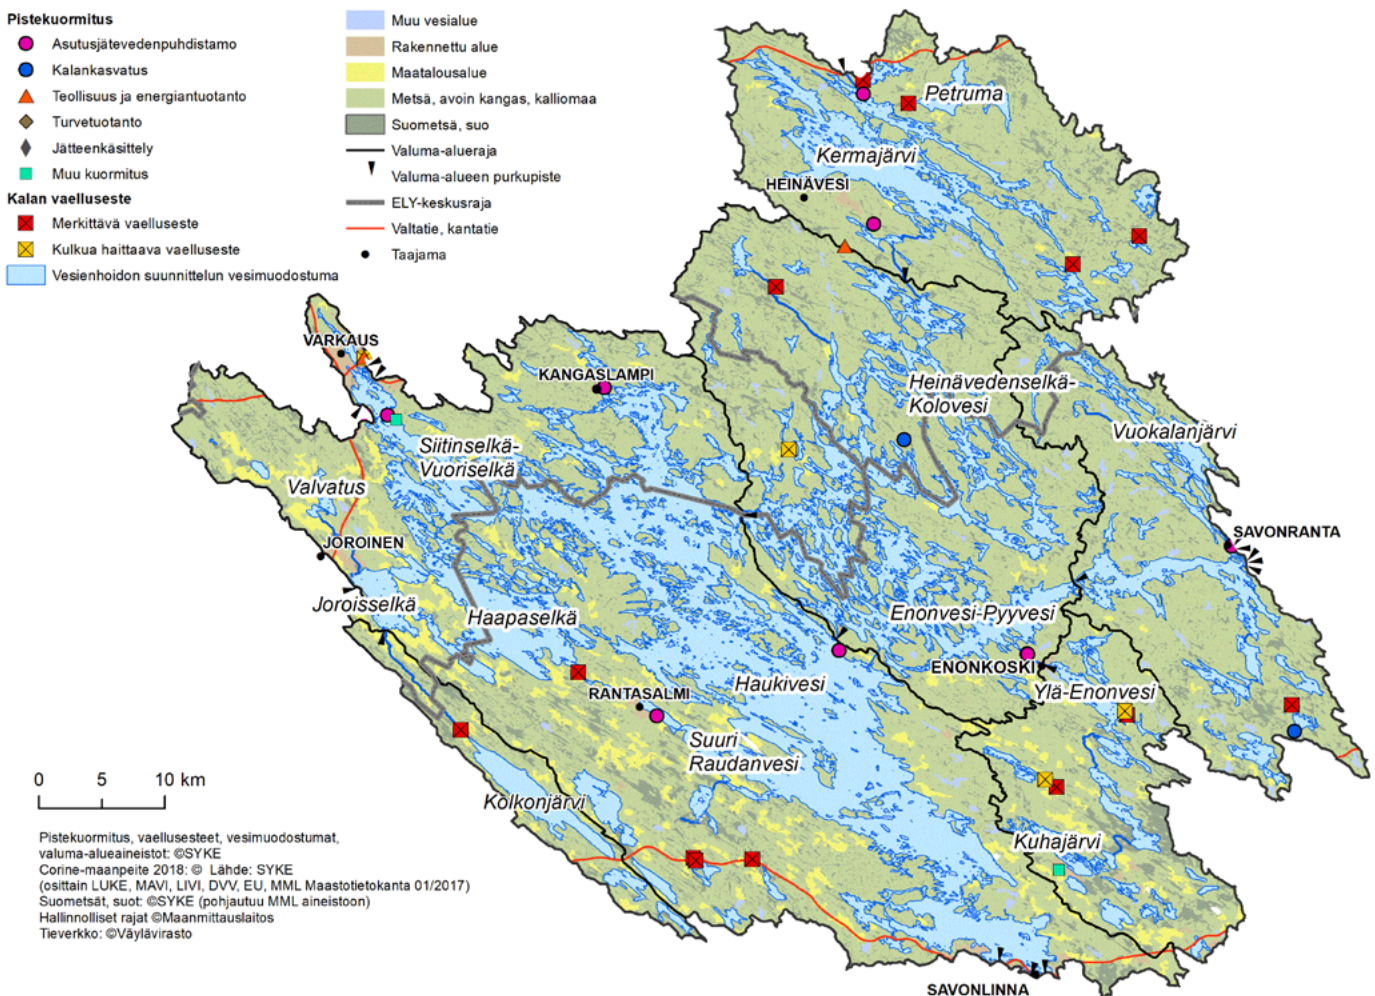 Pistekuormitus
Asutusjätevedenpuhdistamo
Kalankasvatus
Teollisuus ja energiantuotanto
Turvetuotanto
Jätteenkäsittely
Muu kuormitus
Kalan vaelluseste
Merkittävä vaelluseste
Kulkua haittaava vaelluseste
Vesienhoidon suunnittelun vesimuodostuma
Muu vesialue
Rakennettu alue
Maatalousalue
Metsä, avoin kangas, kalliomaa
Suometsä, suo
Valuma-alueraja
Valuma-alueen purkupiste
ELY-keskusraja
Valtatie, kantatie
Taajama
Petruma
Kermajärvi
HEINÄVESI
VARKAUS
KANGASLAMPI
Heinävedenselkä-
Kolovesi
Vuokalanjärvi
Siitinselkä-
Vuoriselkä
Valvatus
JOROINEN
SAVONRANTA
Joroisselkä
Haapaselkä
Enonvesi-Pyyvesi
ENONKOSKI
Haukivesi
Ylä-Enonvesi
RANTASALMI
Suuri
Raudanvesi
Kolkonjärvi
Kuhajärvi
SAVONLINNA
0 5 10 km
Pistekuormitus, vaellusesteet, vesimuodostumat,
valuma-alueaineistot: ©SYKE
Corine-maanpeite 2018: © Lähde: SYKE
(osittain LUKE, MAVI, LIVI, DVV, EU, MML Maastotietokanta 01/2017)
Suometsät, suot: ©SYKE (pohjautuu MML aineistoon)
Hallinnolliset rajat ©Maanmittauslaitos
Tieverkko: ©Väylävirasto